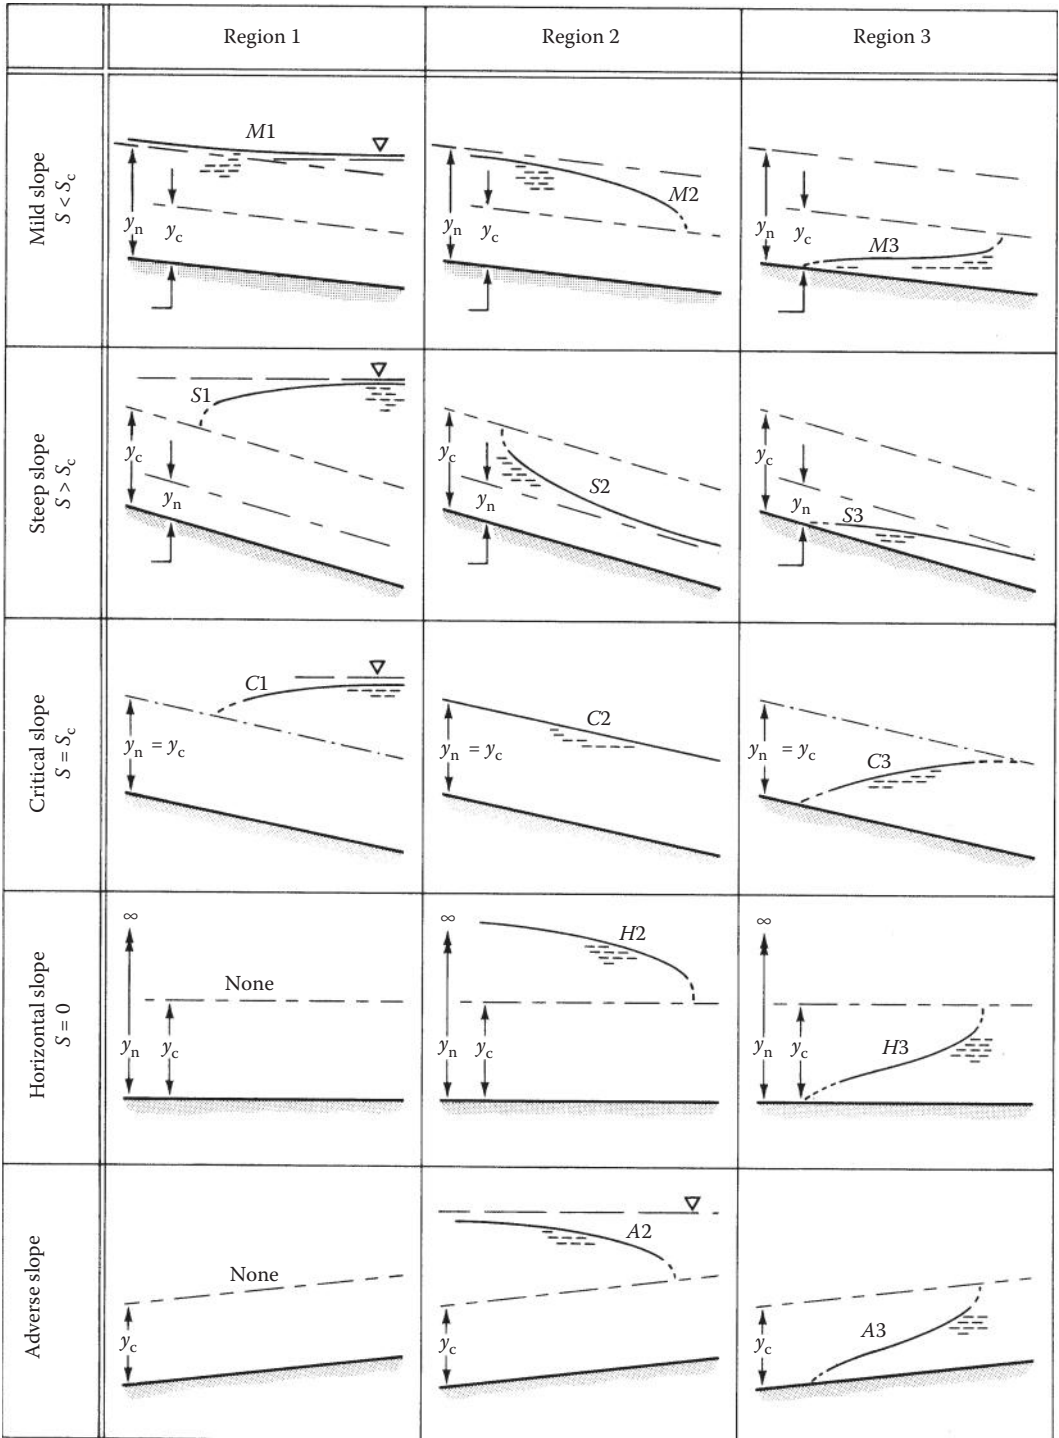 Region 1
Region 2
Region 3
Mild slope
S < Sc
M1
yn
yc
M2
yn
yc
M3
yn
yc
Steep slope
S > Sc
S1
yc
yn
S2
yc
yn
S3
yc
yn
Critical slope
S = Sc
C1
yn = yc
C2
yn = yc
C3
yn = yc
Horizontal slope
S = 0
∞
None
yn
yc
∞
H2
yn
yc
∞
H3
yn
yc
Adverse slope
None
yc
A2
yc
A3
yc